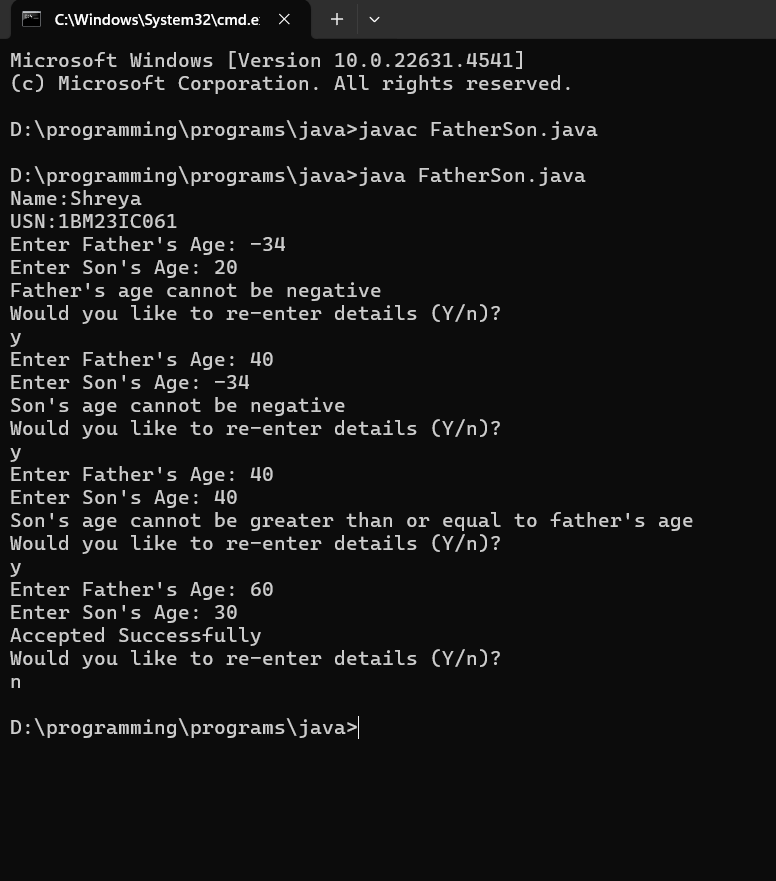 C:\Windows\System32\cmd.e
Microsoft Windows [Version 10.0.22631.4541]
(c) Microsoft Corporation. All rights reserved.
D:\programming\programs\java>javac FatherSon.java
D:\programming\programs\java>java FatherSon.java
Name:Shreya
USN:1BM23IC061
Enter Father's Age: -34
Enter Son's Age: 20
Father's age cannot be negative
Would you like to re-enter details (Y/n)?
y
Enter Father's Age: 40
Enter Son's Age: -34
Son's age cannot be negative
Would you like to re-enter details (Y/n)?
y
Enter Father's Age: 40
Enter Son's Age: 40
Son's age cannot be greater than or equal to father's age
Would you like to re-enter details (Y/n)?
y
Enter Father's Age: 60
Enter Son's Age: 30
Accepted Successfully
Would you like to re-enter details (Y/n)?
n
D:\programming\programs\java>